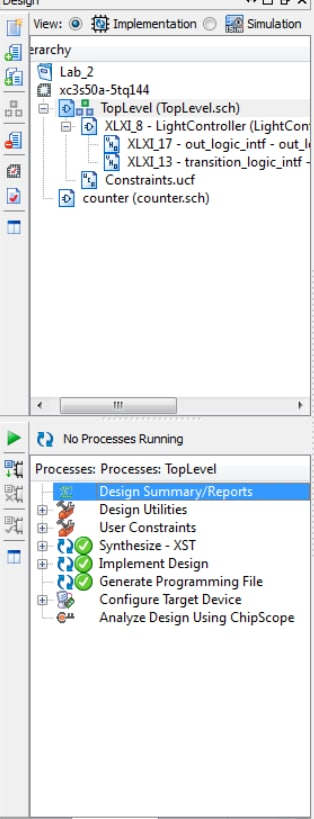 Design
View: Implementation Simulation
erarchy
Lab_2
xc3s50a-5tq144
TopLevel (TopLevel.sch)
XLXI_8 - LightController (LightCon
XLXI_17 - out_logic_intf - out_l
XLXI_13 - transition_logic_intf -
Constraints.ucf
counter (counter.sch)
No Processes Running
Processes: Processes: TopLevel
Design Summary/Reports
Design Utilities
User Constraints
Synthesize - XST
Implement Design
Generate Programming File
Configure Target Device
Analyze Design Using ChipScope